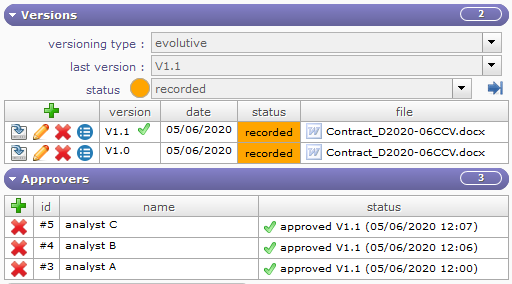 Versions 2
versioning type : evolutive
last version : V1.1
status recorded
version date status file
V1.1 05/06/2020 recorded Contract_D2020-06CCV.docx
V1.0 05/06/2020 recorded Contract_D2020-06CCV.docx
Approvers 3
id name status
#5 analyst C approved V1.1 (05/06/2020 12:07)
#4 analyst B approved V1.1 (05/06/2020 12:06)
#3 analyst A approved V1.1 (05/06/2020 12:00)